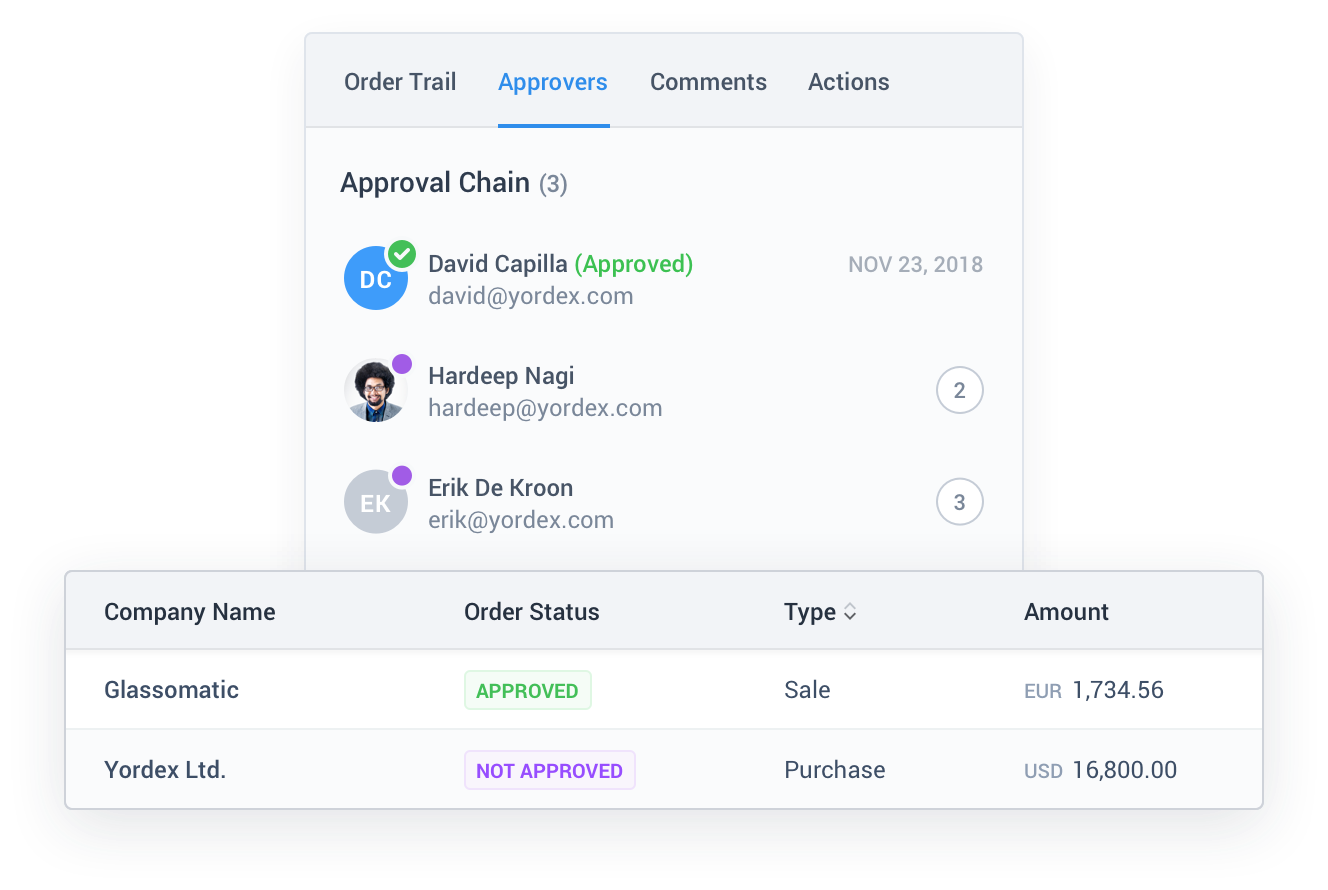 Order Trail Approvers Comments Actions
Approval Chain (3)
DC
David Capilla (Approved) NOV 23, 2018
david@yordex.com
Hardeep Nagi
hardeep@yordex.com
2
EK
Erik De Kroon
erik@yordex.com
3
Company Name Order Status Type Amount
Glassomatic APPROVED Sale EUR 1,734.56
Yordex Ltd. NOT APPROVED Purchase USD 16,800.00